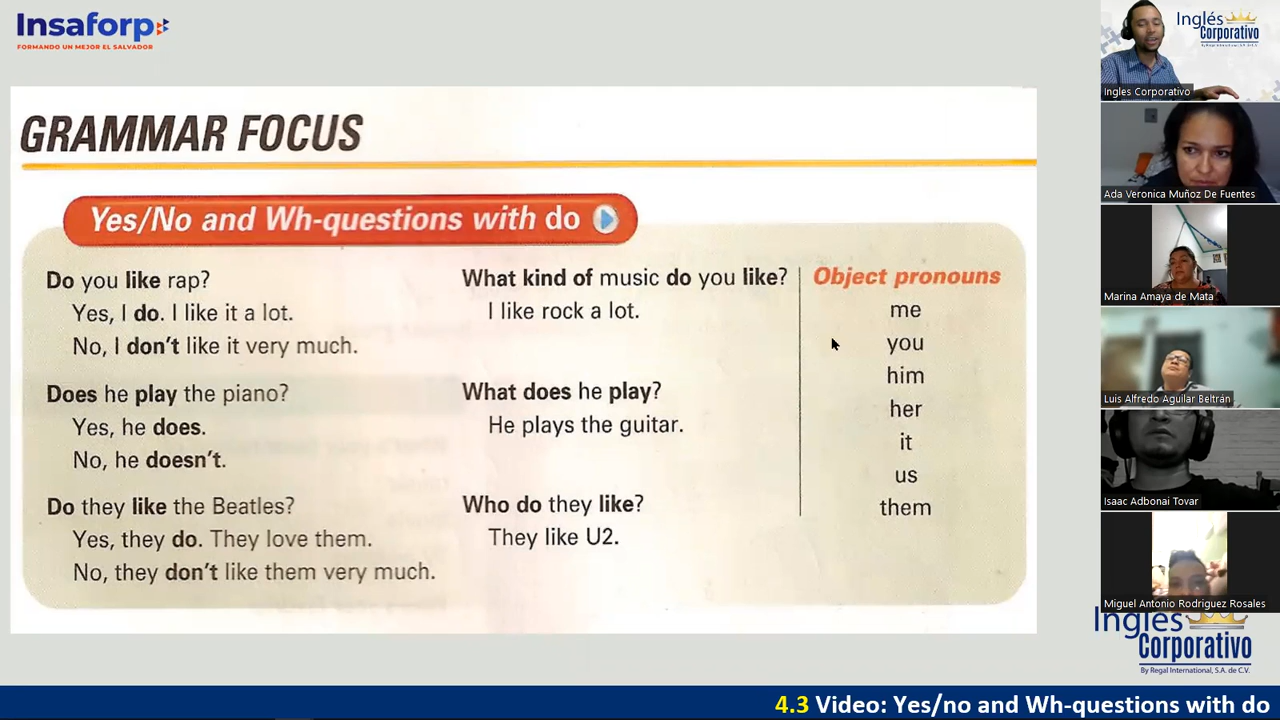 Insaforp
FORMANDO UN MEJOR EL SALVADOR
GRAMMAR FOCUS
Yes/No and Wh-questions with do
Do you like rap?
Yes, I do. I like it a lot.
No, I don't like it very much.
Does he play the piano?
Yes, he does.
No, he doesn't.
Do they like the Beatles?
Yes, they do. They love them.
No, they don't like them very much.
What kind of music do you like?
I like rock a lot.
What does he play?
He plays the guitar.
Who do they like?
They like U2.
Object pronouns
me
you
him
her
it
us
them
Inglés
Corporativo
By Regal International, S.A. de C.V.
Ingles Corporativo
Ada Veronica Muñoz De Fuentes
Marina Amaya de Mata
Luis Alfredo Aguilar Beltrán
Isaac Adbonai Tovar
Miguel Antonio Rodriguez Rosales
Inglés
Corporativo
By Regal International, S.A. de C.V.
4.3 Video: Yes/no and Wh-questions with do